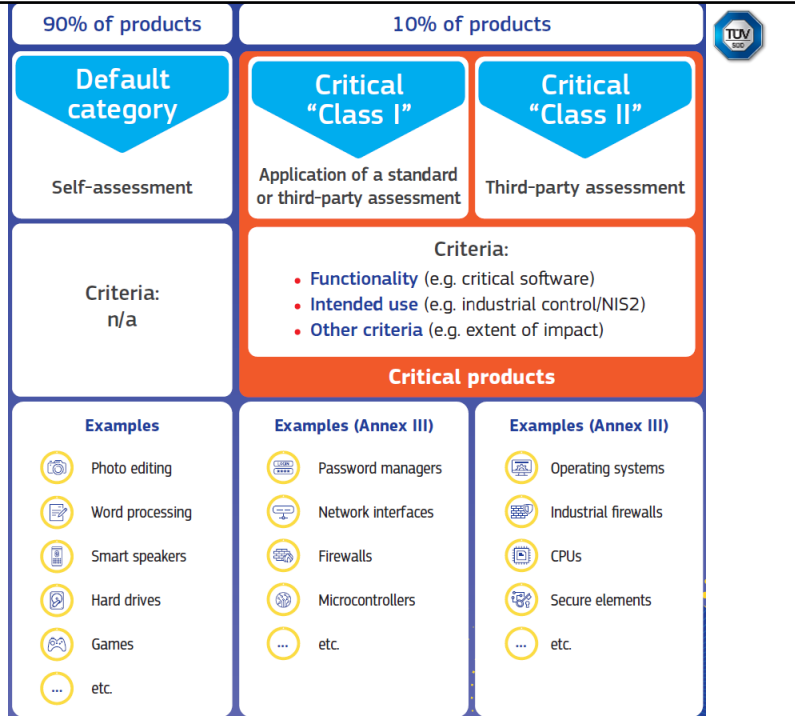 90% of products
10% of products
TÜV
SÜD
Default
category
Self-assessment
Critical
“Class I”
Application of a standard
or third-party assessment
Critical
“Class II”
Third-party assessment
Criteria:
n/a
Criteria:
• Functionality (e.g. critical software)
• Intended use (e.g. industrial control/NIS2)
• Other criteria (e.g. extent of impact)
Critical products
Examples
Photo editing
Word processing
Smart speakers
Hard drives
Games
... etc.
Examples (Annex III)
LOGIN
Password managers
Network interfaces
Firewalls
Microcontrollers
... etc.
Examples (Annex III)
Operating systems
Industrial firewalls
CPUs
Secure elements
... etc.